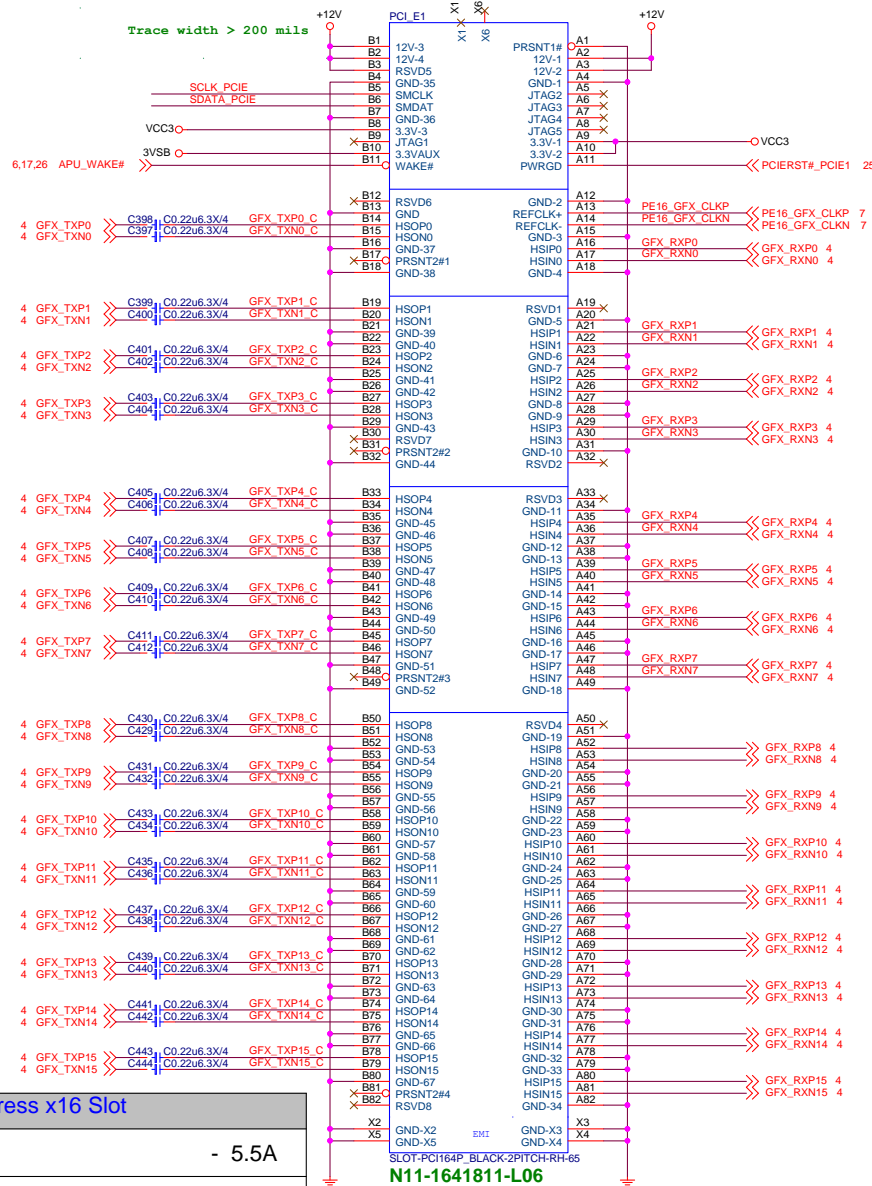 X1 X6
+12V PCI_E1 X1 X6 +12V
Trace width > 200 mils
B1 12V-3 PRSNT1# A1
B2 12V-4 12V-1 A2
B3 RSVD5 12V-2 A3
B4 GND-35 GND-1 A4
SCLK_PCIE B5 SMCLK JTAG2 A5
SDATA_PCIE B6 SMDAT JTAG3 A6
B7 GND-36 JTAG4 A7
VCC3 B8 3.3V-3 JTAG5 A8
B9 JTAG1 3.3V-1 A9 VCC3
3VSB B10 3.3VAUX 3.3V-2 A10
6,17,26 APU_WAKE# B11 WAKE# PWRGD A11 PCIERST#_PCIE1 25
B12 RSVD6 GND-2 A12
B13 GND REFCLK+ A13 PE16_GFX_CLKP PE16_GFX_CLKP 7
4 GFX_TXP0 C398 C0.22u6.3X/4 GFX_TXP0_C B14 HSOP0 REFCLK- A14 PE16_GFX_CLKN PE16_GFX_CLKN 7
4 GFX_TXN0 C397 C0.22u6.3X/4 GFX_TXN0_C B15 HSON0 GND-3 A15
B16 GND-37 HSIP0 A16 GFX_RXP0 GFX_RXP0 4
B17 PRSNT2#1 HSIN0 A17 GFX_RXN0 GFX_RXN0 4
B18 GND-38 GND-4 A18
4 GFX_TXP1 C399 C0.22u6.3X/4 GFX_TXP1_C B19 HSOP1 RSVD1 A19
4 GFX_TXN1 C400 C0.22u6.3X/4 GFX_TXN1_C B20 HSON1 GND-5 A20
B21 GND-39 HSIP1 A21 GFX_RXP1 GFX_RXP1 4
B22 GND-40 HSIN1 A22 GFX_RXN1 GFX_RXN1 4
4 GFX_TXP2 C401 C0.22u6.3X/4 GFX_TXP2_C B23 HSOP2 GND-6 A23
4 GFX_TXN2 C402 C0.22u6.3X/4 GFX_TXN2_C B24 HSON2 GND-7 A24
B25 GND-41 HSIP2 A25 GFX_RXP2 GFX_RXP2 4
B26 GND-42 HSIN2 A26 GFX_RXN2 GFX_RXN2 4
4 GFX_TXP3 C403 C0.22u6.3X/4 GFX_TXP3_C B27 HSOP3 GND-8 A27
4 GFX_TXN3 C404 C0.22u6.3X/4 GFX_TXN3_C B28 HSON3 GND-9 A28
B29 GND-43 HSIP3 A29 GFX_RXP3 GFX_RXP3 4
B30 RSVD7 HSIN3 A30 GFX_RXN3 GFX_RXN3 4
B31 PRSNT2#2 GND-10 A31
B32 GND-44 RSVD2 A32
4 GFX_TXP4 C405 C0.22u6.3X/4 GFX_TXP4_C B33 HSOP4 RSVD3 A33
4 GFX_TXN4 C406 C0.22u6.3X/4 GFX_TXN4_C B34 HSON4 GND-11 A34
B35 GND-45 HSIP4 A35 GFX_RXP4 GFX_RXP4 4
B36 GND-46 HSIN4 A36 GFX_RXN4 GFX_RXN4 4
4 GFX_TXP5 C407 C0.22u6.3X/4 GFX_TXP5_C B37 HSOP5 GND-12 A37
4 GFX_TXN5 C408 C0.22u6.3X/4 GFX_TXN5_C B38 HSON5 GND-13 A38
B39 GND-47 HSIP5 A39 GFX_RXP5 GFX_RXP5 4
B40 GND-48 HSIN5 A40 GFX_RXN5 GFX_RXN5 4
4 GFX_TXP6 C409 C0.22u6.3X/4 GFX_TXP6_C B41 HSOP6 GND-14 A41
4 GFX_TXN6 C410 C0.22u6.3X/4 GFX_TXN6_C B42 HSON6 GND-15 A42
B43 GND-49 HSIP6 A43 GFX_RXP6 GFX_RXP6 4
B44 GND-50 HSIN6 A44 GFX_RXN6 GFX_RXN6 4
4 GFX_TXP7 C411 C0.22u6.3X/4 GFX_TXP7_C B45 HSOP7 GND-16 A45
4 GFX_TXN7 C412 C0.22u6.3X/4 GFX_TXN7_C B46 HSON7 GND-17 A46
B47 GND-51 HSIP7 A47 GFX_RXP7 GFX_RXP7 4
B48 PRSNT2#3 HSIN7 A48 GFX_RXN7 GFX_RXN7 4
B49 GND-52 GND-18 A49
4 GFX_TXP8 C430 C0.22u6.3X/4 GFX_TXP8_C B50 HSOP8 RSVD4 A50
4 GFX_TXN8 C429 C0.22u6.3X/4 GFX_TXN8_C B51 HSON8 GND-19 A51
B52 GND-53 HSIP8 A52 GFX_RXP8 4
B53 GND-54 HSIN8 A53 GFX_RXN8 4
4 GFX_TXP9 C431 C0.22u6.3X/4 GFX_TXP9_C B54 HSOP9 GND-20 A54
4 GFX_TXN9 C432 C0.22u6.3X/4 GFX_TXN9_C B55 HSON9 GND-21 A55
B56 GND-55 HSIP9 A56 GFX_RXP9 4
B57 GND-56 HSIN9 A57 GFX_RXN9 4
4 GFX_TXP10 C433 C0.22u6.3X/4 GFX_TXP10_C B58 HSOP10 GND-22 A58
4 GFX_TXN10 C434 C0.22u6.3X/4 GFX_TXN10_C B59 HSON10 GND-23 A59
B60 GND-57 HSIP10 A60 GFX_RXP10 4
B61 GND-58 HSIN10 A61 GFX_RXN10 4
4 GFX_TXP11 C435 C0.22u6.3X/4 GFX_TXP11_C B62 HSOP11 GND-24 A62
4 GFX_TXN11 C436 C0.22u6.3X/4 GFX_TXN11_C B63 HSON11 GND-25 A63
B64 GND-59 HSIP11 A64 GFX_RXP11 4
B65 GND-60 HSIN11 A65 GFX_RXN11 4
4 GFX_TXP12 C437 C0.22u6.3X/4 GFX_TXP12_C B66 HSOP12 GND-26 A66
4 GFX_TXN12 C438 C0.22u6.3X/4 GFX_TXN12_C B67 HSON12 GND-27 A67
B68 GND-61 HSIP12 A68 GFX_RXP12 4
B69 GND-62 HSIN12 A69 GFX_RXN12 4
4 GFX_TXP13 C439 C0.22u6.3X/4 GFX_TXP13_C B70 HSOP13 GND-28 A70
4 GFX_TXN13 C440 C0.22u6.3X/4 GFX_TXN13_C B71 HSON13 GND-29 A71
B72 GND-63 HSIP13 A72 GFX_RXP13 4
B73 GND-64 HSIN13 A73 GFX_RXN13 4
4 GFX_TXP14 C441 C0.22u6.3X/4 GFX_TXP14_C B74 HSOP14 GND-30 A74
4 GFX_TXN14 C442 C0.22u6.3X/4 GFX_TXN14_C B75 HSON14 GND-31 A75
B76 GND-65 HSIP14 A76 GFX_RXP14 4
B77 GND-66 HSIN14 A77 GFX_RXN14 4
4 GFX_TXP15 C443 C0.22u6.3X/4 GFX_TXP15_C B78 HSOP15 GND-32 A78
4 GFX_TXN15 C444 C0.22u6.3X/4 GFX_TXN15_C B79 HSON15 GND-33 A79
B80 GND-67 HSIP15 A80 GFX_RXP15 4
B81 PRSNT2#4 HSIN15 A81 GFX_RXN15 4
B82 RSVD8 GND-34 A82
ress x16 Slot
X2 GND-X2 GND-X3 X3
X5 GND-X5 EMI GND-X4 X4
- 5.5A
SLOT-PCI164P_BLACK-2PITCH-RH-65
N11-1641811-L06